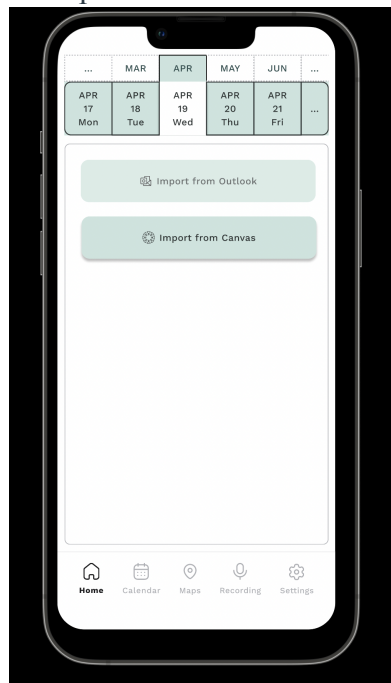 ... MAR APR MAY JUN ...
APR APR APR APR APR
17 18 19 20 21 ...
Mon Tue Wed Thu Fri
Import from Outlook
Import from Canvas
Home Calendar Maps Recording Settings